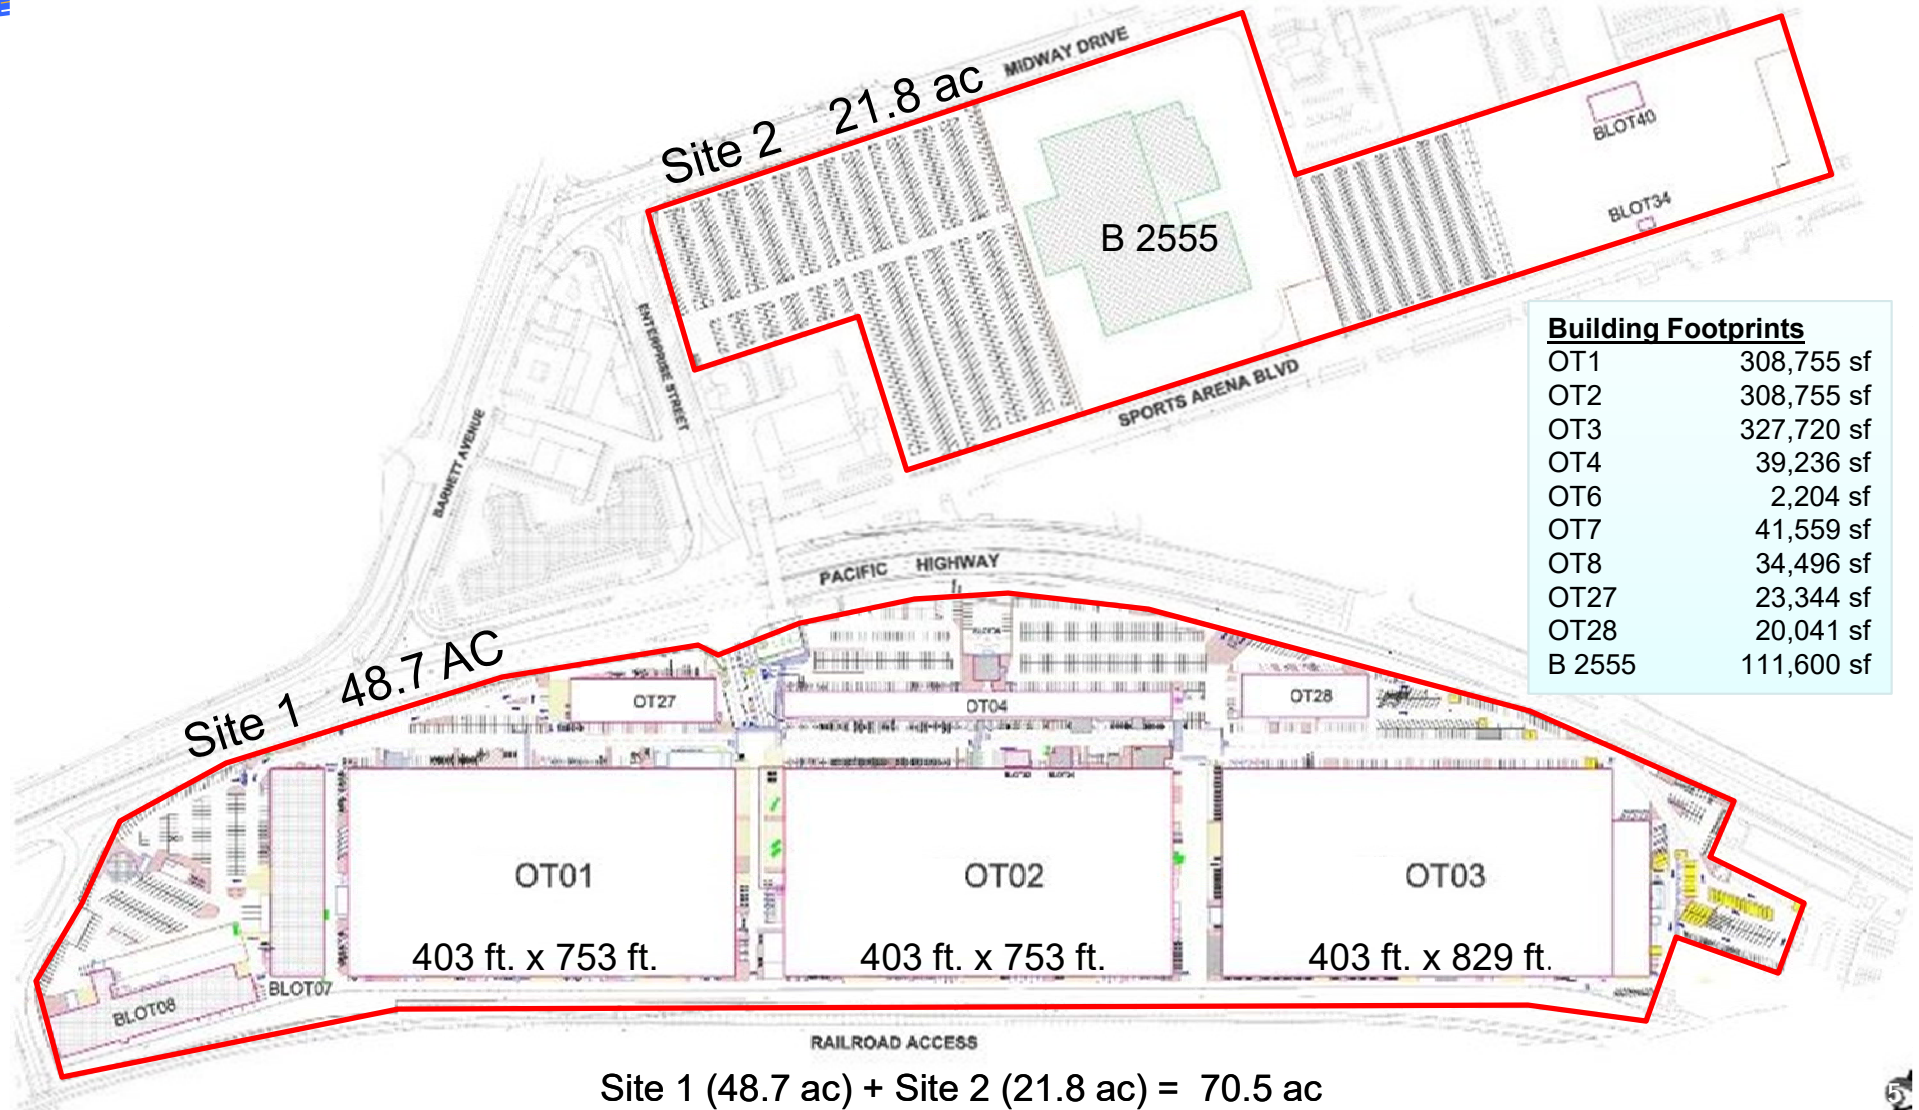 MIDWAY DRIVE
Site 2 21.8 ac
BLOT40
BLOT34
B 2555
ENTERPRISE STREET
SPORTS ARENA BLVD
BARNETT AVENUE
Building Footprints
OT1 308,755 sf
OT2 308,755 sf
OT3 327,720 sf
OT4 39,236 sf
OT6 2,204 sf
OT7 41,559 sf
OT8 34,496 sf
OT27 23,344 sf
OT28 20,041 sf
B 2555 111,600 sf
PACIFIC HIGHWAY
Site 1 48.7 AC
OT27
OT04
OT28
OT01
OT02
OT03
403 ft. x 753 ft.
403 ft. x 753 ft.
403 ft. x 829 ft.
BLOT07
BLOT08
RAILROAD ACCESS
Site 1 (48.7 ac) + Site 2 (21.8 ac) = 70.5 ac
5